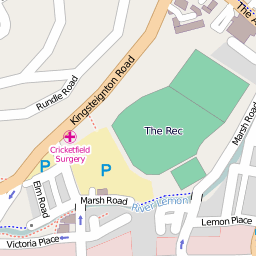 The A
Kingsteignton Road
Rundle Road
The Rec
Marsh Road
Cricketfield
Surgery
P
P
Elm Road
Marsh Road
River Lemon
Lemon Place
Victoria Place